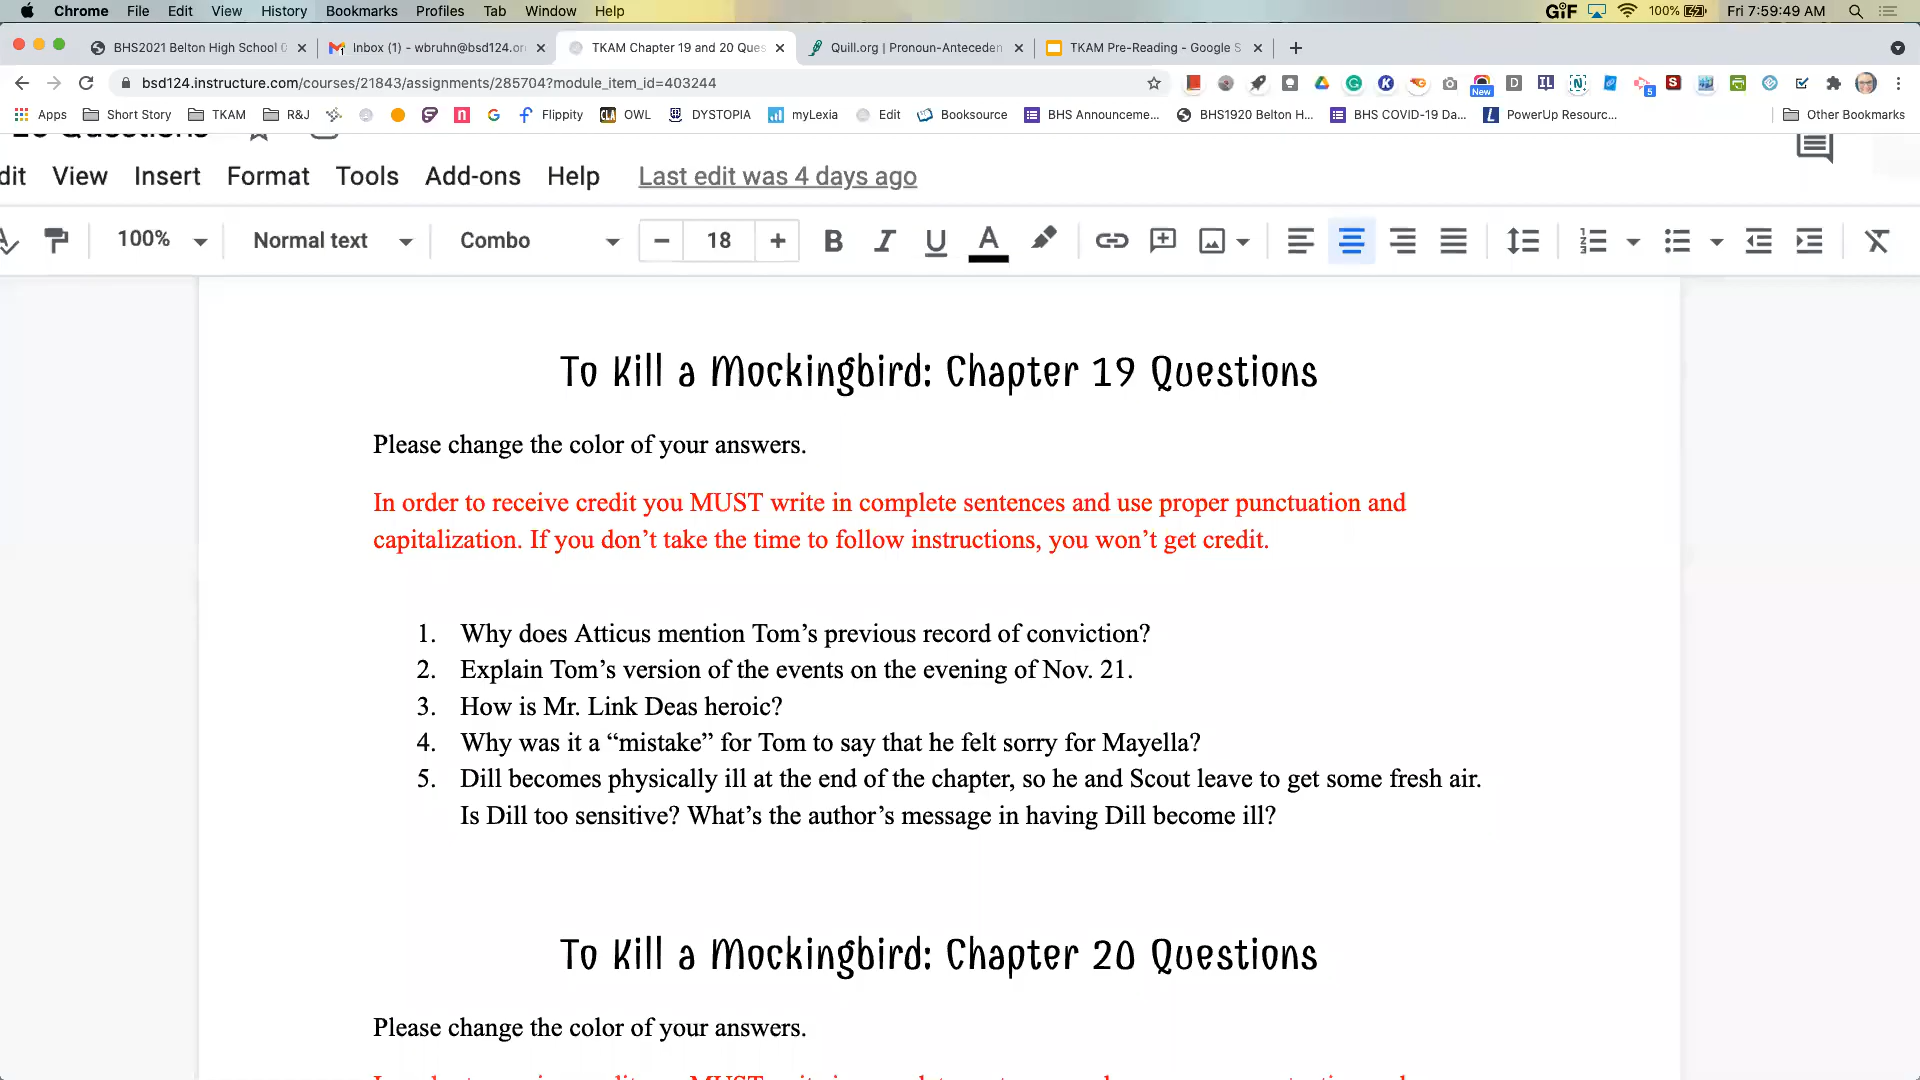 Chrome File Edit View History Bookmarks Profiles Tab Window Help GIF 100% Fri 7:59:49 AM
BHS2021 Belton High School Inbox (1) - wbruhn@bsd124.or TKAM Chapter 19 and 20 Ques Quill.org | Pronoun-Anteceden TKAM Pre-Reading - Google S
bsd124.instructure.com/courses/21843/assignments/285704?module_item_id=403244 New 5
Apps Short Story TKAM R&J Flippity OWL DYSTOPIA myLexia Edit Booksource BHS Announceme... BHS1920 Belton H... BHS COVID-19 Da... PowerUp Resourc... Other Bookmarks
dit View Insert Format Tools Add-ons Help Last edit was 4 days ago
100% Normal text Combo − 18 + B I U A
To Kill a Mockingbird: Chapter 19 Questions
Please change the color of your answers.
In order to receive credit you MUST write in complete sentences and use proper punctuation and
capitalization. If you don’t take the time to follow instructions, you won’t get credit.
1. Why does Atticus mention Tom’s previous record of conviction?
2. Explain Tom’s version of the events on the evening of Nov. 21.
3. How is Mr. Link Deas heroic?
4. Why was it a “mistake” for Tom to say that he felt sorry for Mayella?
5. Dill becomes physically ill at the end of the chapter, so he and Scout leave to get some fresh air.
Is Dill too sensitive? What’s the author’s message in having Dill become ill?
To Kill a Mockingbird: Chapter 20 Questions
Please change the color of your answers.